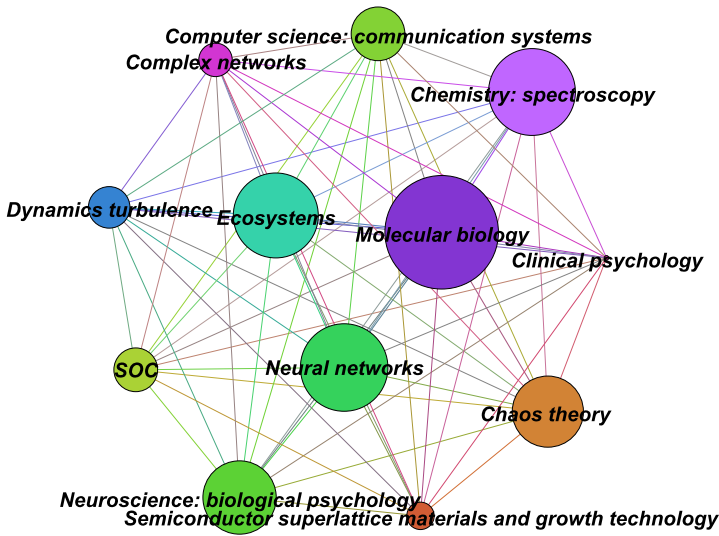 Computer science: communication systems
Complex networks
Chemistry: spectroscopy
Dynamics turbulence
Ecosystems
Molecular biology
Clinical psychology
SOC
Neural networks
Chaos theory
Neuroscience: biological psychology
Semiconductor superlattice materials and growth technology